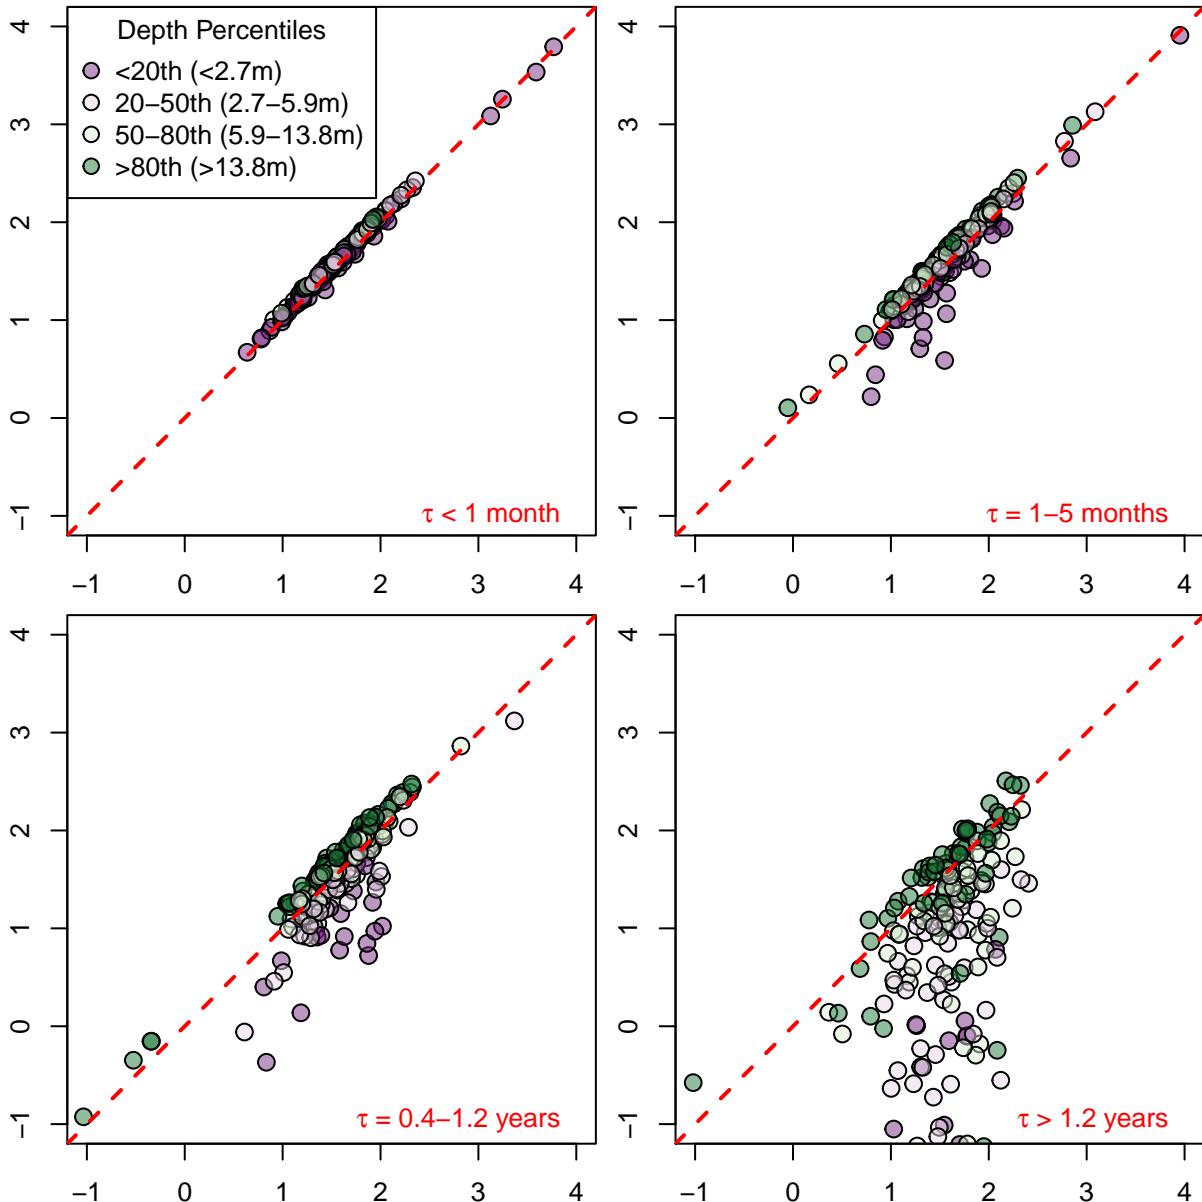 Depth Percentiles
<20th (<2.7m)
20−50th (2.7−5.9m)
50−80th (5.9−13.8m)
>80th (>13.8m)
4
3
2
1
0
−1
τ < 1 month
−1 0 1 2 3 4
4
3
2
1
0
−1
τ = 1−5 months
−1 0 1 2 3 4
4
3
2
1
0
−1
τ = 0.4−1.2 years
−1 0 1 2 3 4
4
3
2
1
0
−1
τ > 1.2 years
−1 0 1 2 3 4